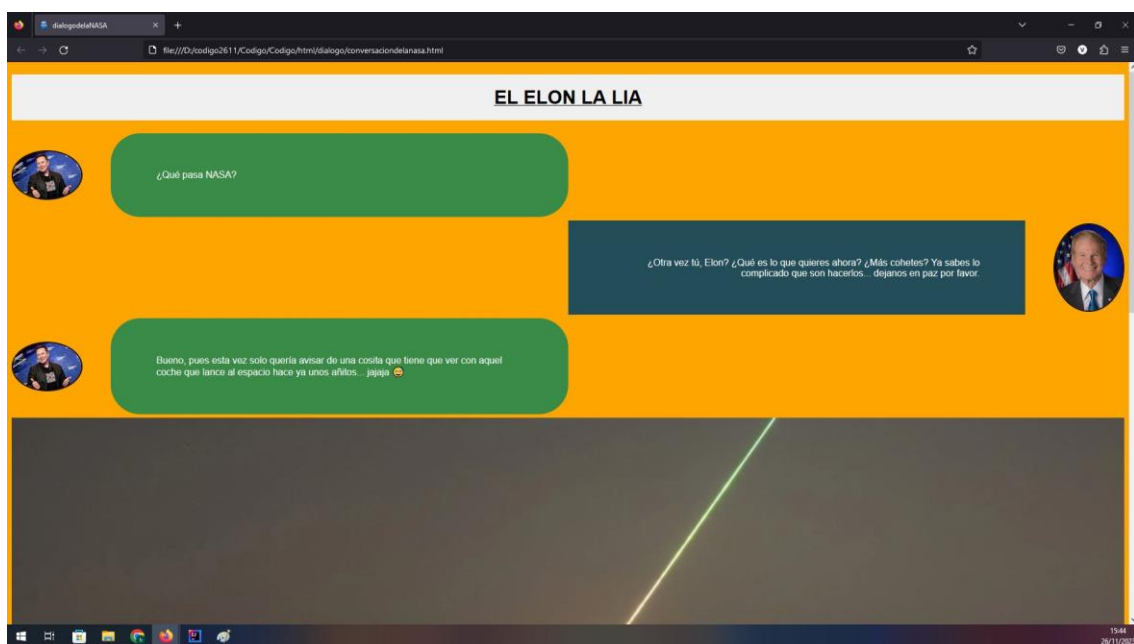 dialogodelaNASA
file:///D:/codigo2611/Codigo/Codigo/html/dialogo/conversaciondelanasa.html
EL ELON LA LIA
¿Qué pasa NASA?
¿Otra vez tú, Elon? ¿Qué es lo que quieres ahora? ¿Más cohetes? Ya sabes lo
complicado que son hacerlos... dejanos en paz por favor.
Bueno, pues esta vez solo quería avisar de una cosita que tiene que ver con aquel
coche que lance al espacio hace ya unos añitos... jajaja 😅
15:44